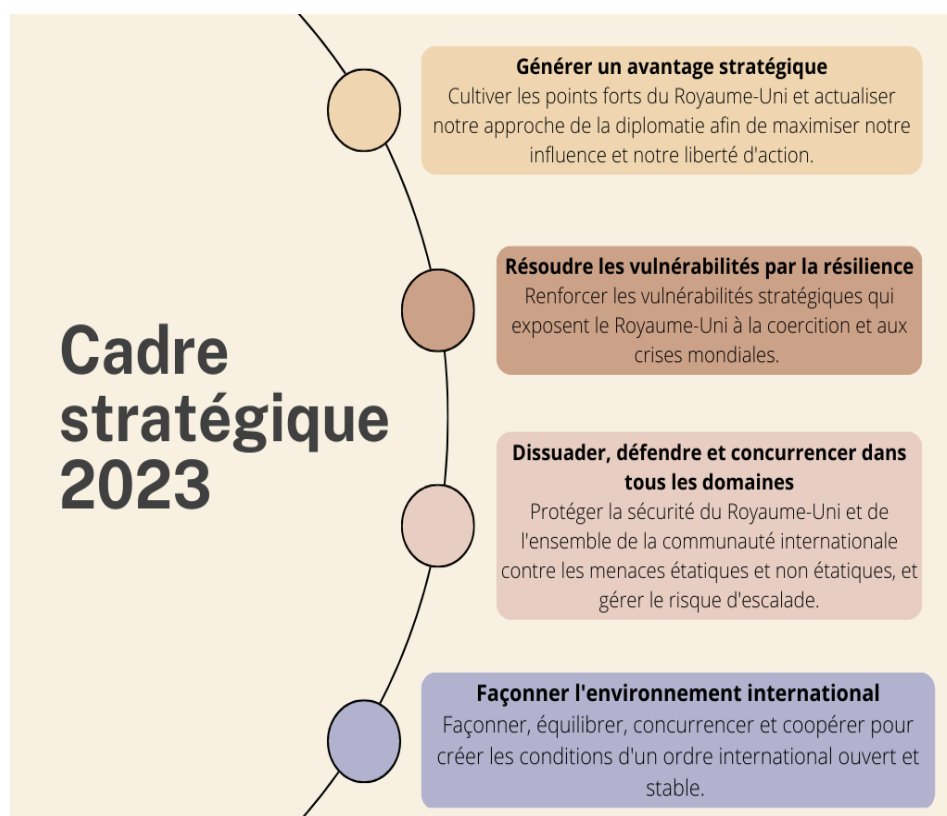 Cadre
stratégique
2023
Générer un avantage stratégique
Cultiver les points forts du Royaume-Uni et actualiser
notre approche de la diplomatie afin de maximiser notre
influence et notre liberté d'action.
Résoudre les vulnérabilités par la résilience
Renforcer les vulnérabilités stratégiques qui
exposent le Royaume-Uni à la coercition et aux
crises mondiales.
Dissuader, défendre et concurrencer dans
tous les domaines
Protéger la sécurité du Royaume-Uni et de
l'ensemble de la communauté internationale
contre les menaces étatiques et non étatiques, et
gérer le risque d'escalade.
Façonner l'environnement international
Façonner, équilibrer, concurrencer et coopérer pour
créer les conditions d'un ordre international ouvert et
stable.